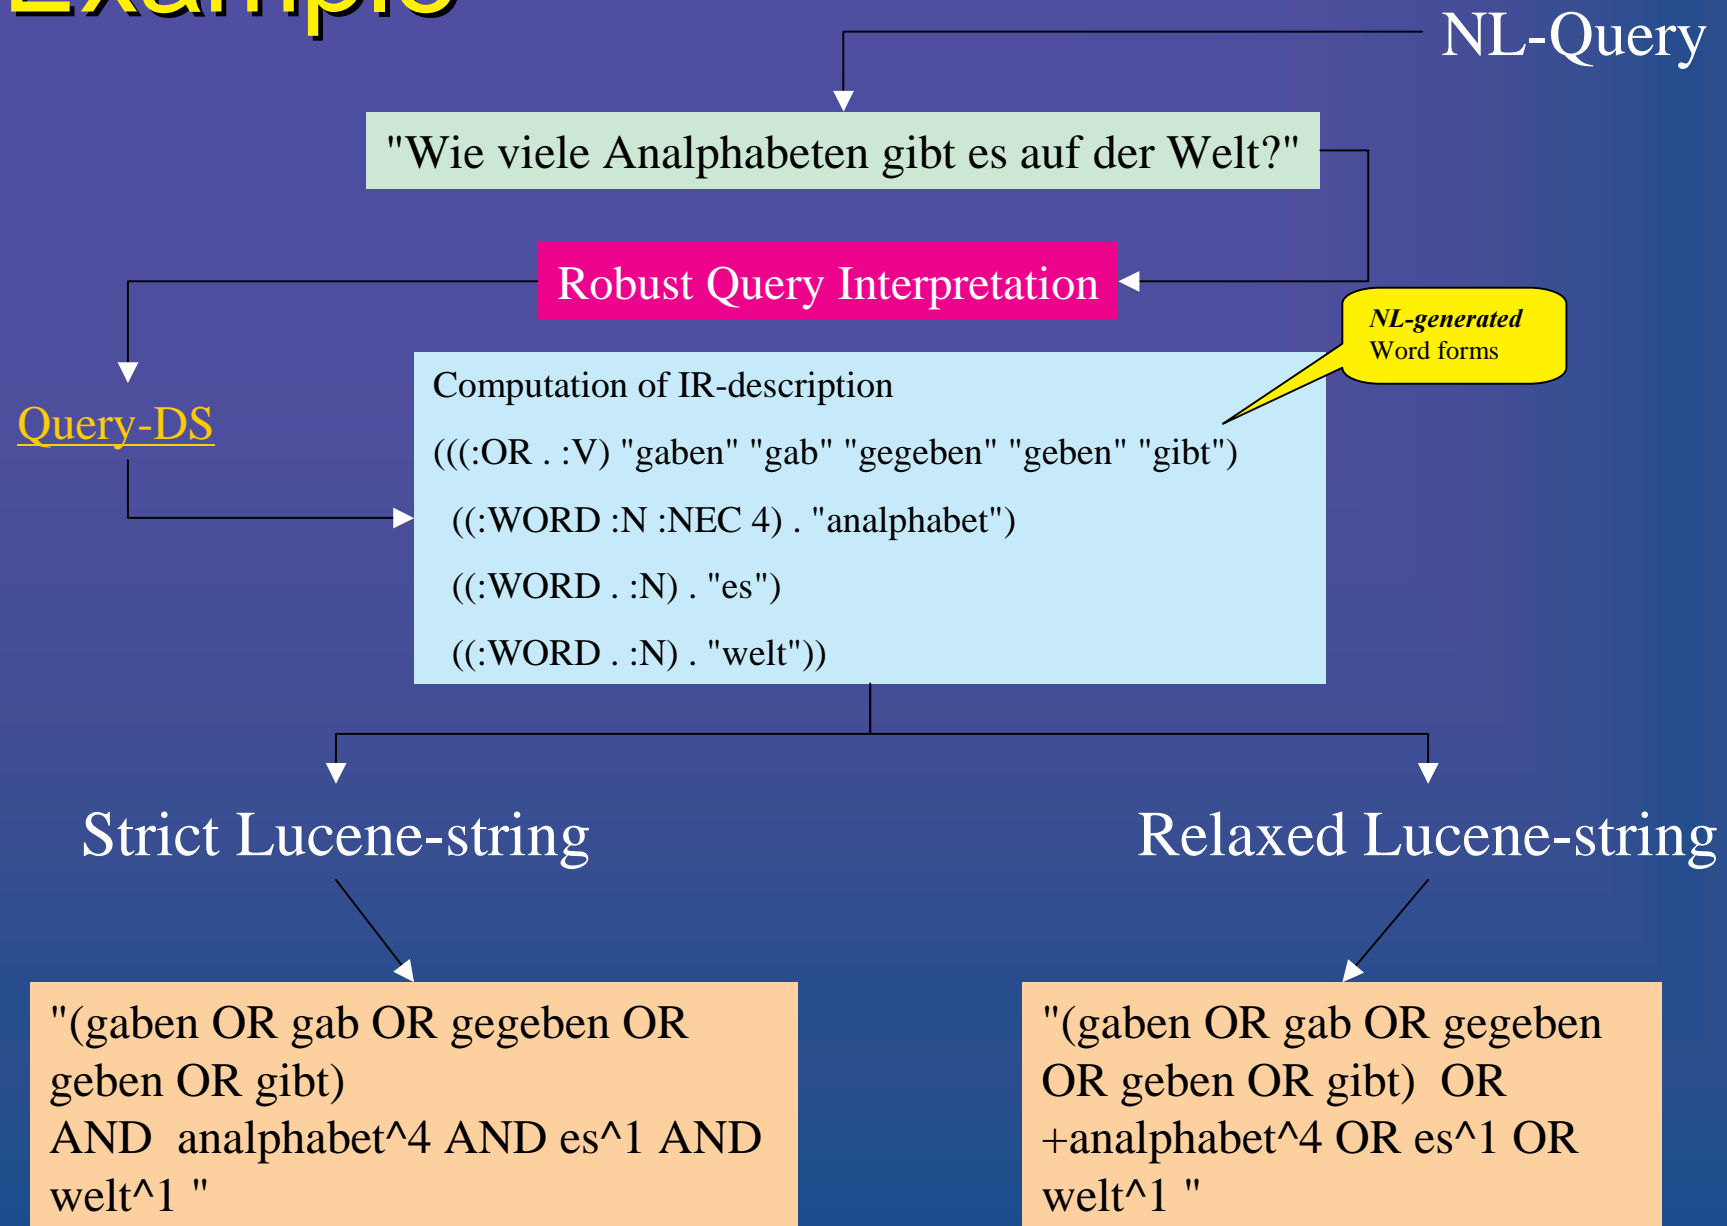 Example
NL-Query
"Wie viele Analphabeten gibt es auf der Welt?"
Robust Query Interpretation
NL-generated
Word forms
Query-DS
Computation of IR-description
(((:OR . :V) "gaben" "gab" "gegeben" "geben" "gibt")
((:WORD :N :NEC 4) . "analphabet")
((:WORD . :N) . "es")
((:WORD . :N) . "welt"))
Strict Lucene-string
Relaxed Lucene-string
"(gaben OR gab OR gegeben OR
geben OR gibt)
AND  analphabet^4 AND es^1 AND
welt^1 "
"(gaben OR gab OR gegeben
OR geben OR gibt)  OR
+analphabet^4 OR es^1 OR
welt^1 "